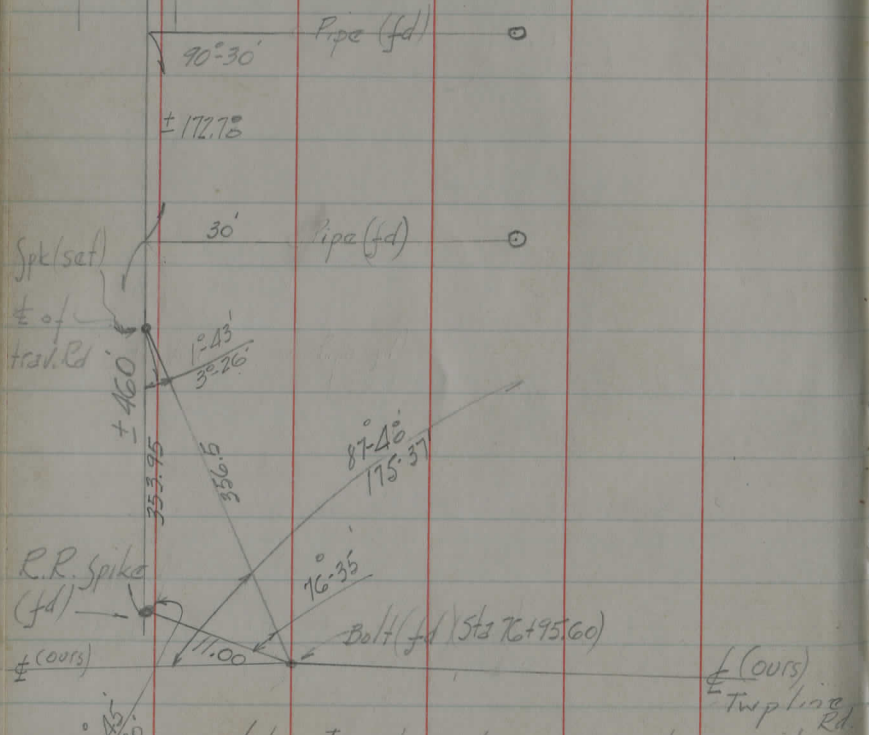 Pipe (fd)
90°-30'
± 172.78
30'
Pipe (fd)
Spk (set)
℄ of
trav. Rd
1°-43'
3°-26'
± 460'
353.95
356.5
87-48'
175-37
R.R. Spike
(fd)
76°-35'
Bolt (fd) (Sta 76+95.60)
11.00
℄ (ours)
℄ (ours)
Twp line
Rd.